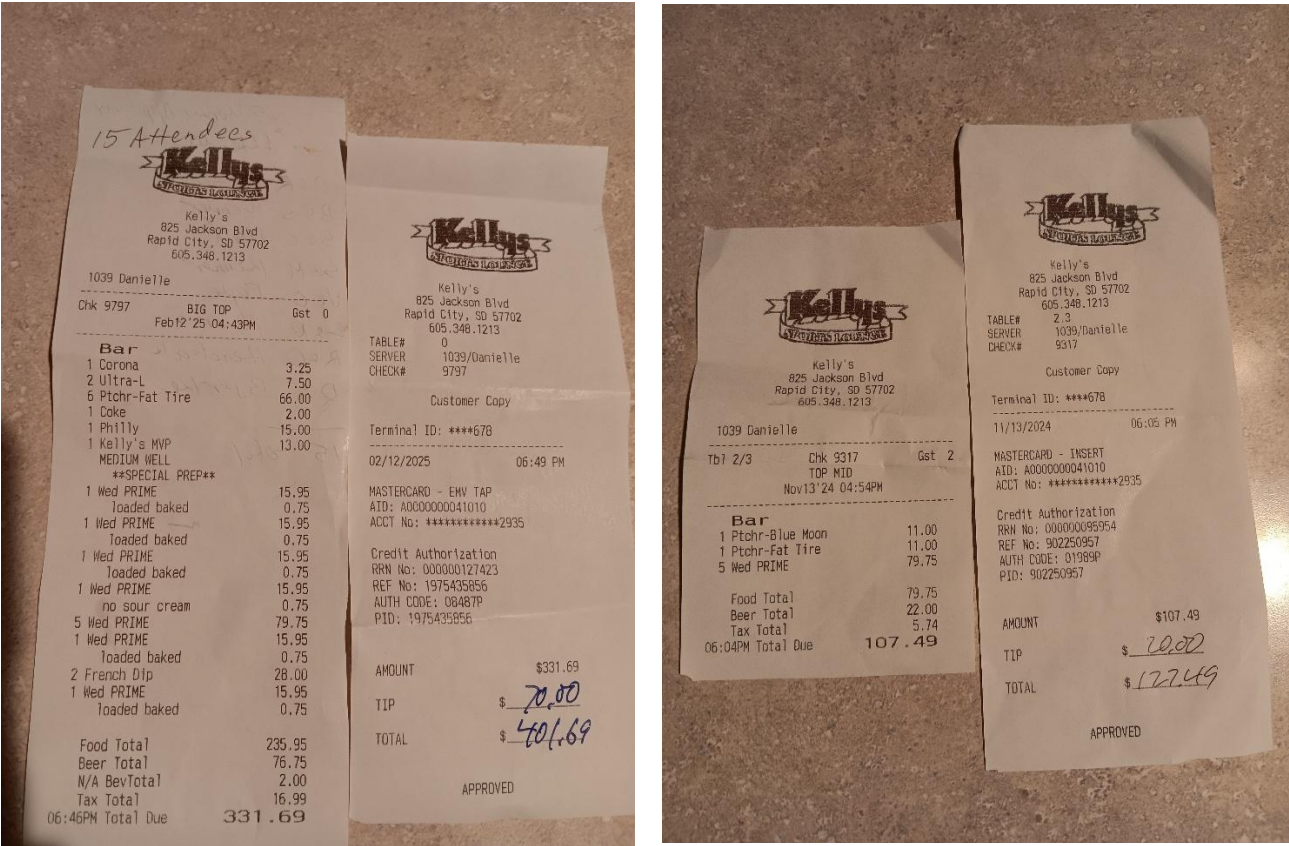 15 Attendees
Kellys
SPORTS LOUNGE
Kelly's
825 Jackson Blvd
Rapid City, SD 57702
605.348.1213
1039 Danielle
Chk 9797 BIG TOP Gst 0
Feb12'25 04:43PM
Bar
1 Corona 3.25
2 Ultra-L 7.50
6 Ptchr-Fat Tire 66.00
1 Coke 2.00
1 Philly 15.00
1 Kelly's MVP 13.00
MEDIUM WELL
**SPECIAL PREP**
1 Wed PRIME 15.95
loaded baked 0.75
1 Wed PRIME 15.95
loaded baked 0.75
1 Wed PRIME 15.95
loaded baked 0.75
1 Wed PRIME 15.95
no sour cream 0.75
5 Wed PRIME 79.75
1 Wed PRIME 15.95
loaded baked 0.75
2 French Dip 28.00
1 Wed PRIME 15.95
loaded baked 0.75
Food Total 235.95
Beer Total 76.75
N/A BevTotal 2.00
Tax Total 16.99
06:46PM Total Due 331.69
Kellys
SPORTS LOUNGE
Kelly's
825 Jackson Blvd
Rapid City, SD 57702
605.348.1213
TABLE# 0
SERVER 1039/Danielle
CHECK# 9797
Customer Copy
Terminal ID: ****678
02/12/2025 06:49 PM
MASTERCARD - EMV TAP
AID: A0000000041010
ACCT No: ************2935
Credit Authorization
RRN No: 000000127423
REF No: 1975435856
AUTH CODE: 08487P
PID: 1975435856
AMOUNT $331.69
TIP $ 70.00
TOTAL $ 401.69
APPROVED
Kellys
SPORTS LOUNGE
Kelly's
825 Jackson Blvd
Rapid City, SD 57702
605.348.1213
1039 Danielle
Tbl 2/3 Chk 9317 Gst 2
TOP MID
Nov13'24 04:54PM
Bar
1 Ptchr-Blue Moon 11.00
1 Ptchr-Fat Tire 11.00
5 Wed PRIME 79.75
Food Total 79.75
Beer Total 22.00
Tax Total 5.74
06:04PM Total Due 107.49
Kellys
SPORTS LOUNGE
Kelly's
825 Jackson Blvd
Rapid City, SD 57702
605.348.1213
TABLE# 2.3
SERVER 1039/Danielle
CHECK# 9317
Customer Copy
Terminal ID: ****678
11/13/2024 06:05 PM
MASTERCARD - INSERT
AID: A0000000041010
ACCT No: ************2935
Credit Authorization
RRN No: 000000095954
REF No: 902250957
AUTH CODE: 01989P
PID: 902250957
AMOUNT $107.49
TIP $ 20.00
TOTAL $ 127.49
APPROVED